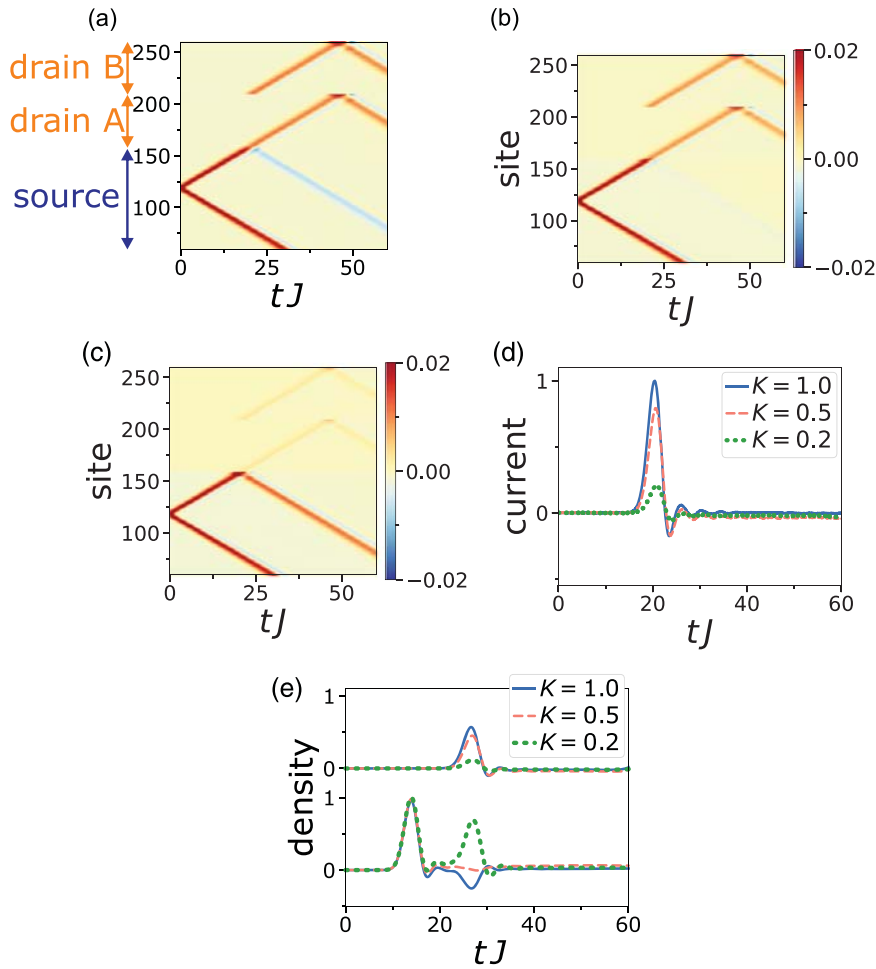 (a)
drain B
drain A
source
250
200
150
100
0
25
50
tJ
(b)
site
250
200
150
100
0
25
50
tJ
0.02
0.00
−0.02
(c)
site
250
200
150
100
0
25
50
tJ
0.02
0.00
−0.02
(d)
current
1
0
0
20
40
60
tJ
K = 1.0
K = 0.5
K = 0.2
(e)
density
1
0
1
0
0
20
40
60
tJ
K = 1.0
K = 0.5
K = 0.2